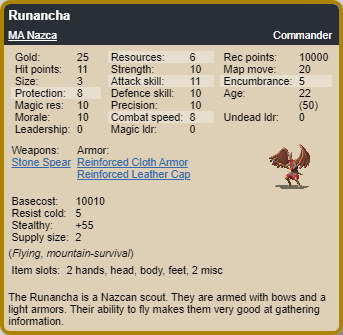 Runancha
MA Nazca Commander
Gold: 25 Resources: 6 Rec points: 10000
Hit points: 11 Strength: 10 Map move: 20
Size: 3 Attack skill: 11 Encumbrance: 5
Protection: 8 Defence skill: 10 Age: 22
Magic res: 10 Precision: 10 (50)
Morale: 10 Combat speed: 8 Undead ldr: 0
Leadership: 0 Magic ldr: 0
Weapons: Armor:
Stone Spear Reinforced Cloth Armor
Reinforced Leather Cap
Basecost: 10010
Resist cold: 5
Stealthy: +55
Supply size: 2
(Flying, mountain-survival)
Item slots: 2 hands, head, body, feet, 2 misc
The Runancha is a Nazcan scout. They are armed with bows and a
light armors. Their ability to fly makes them very good at gathering
information.